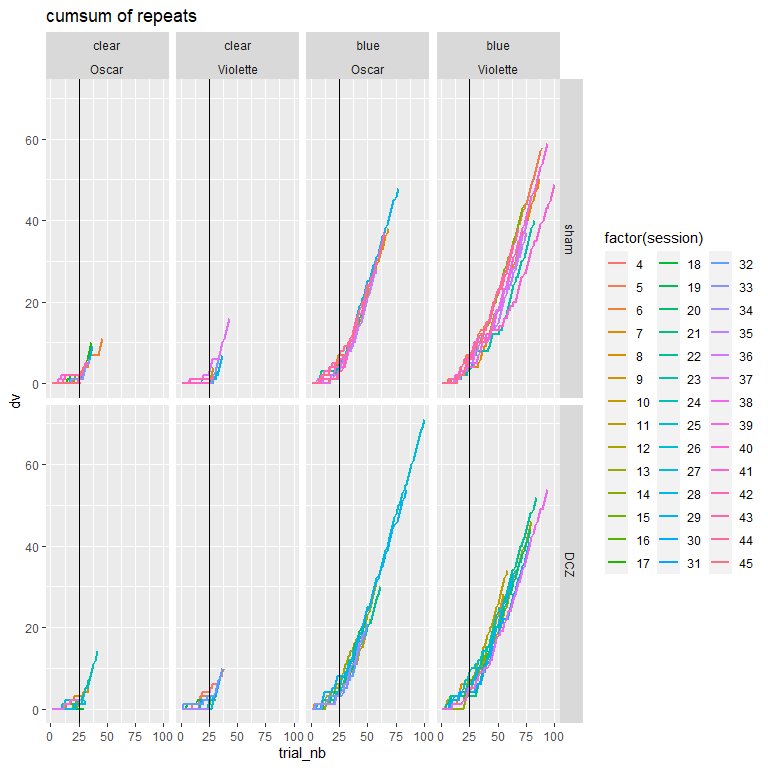 cumsum of repeats
clear clear blue blue
Oscar Violette Oscar Violette
60
40
20
0
sham
60
40
20
0
DCZ
dv
0 25 50 75 100 0 25 50 75 100 0 25 50 75 100 0 25 50 75 100
trial_nb
factor(session)
4 18 32
5 19 33
6 20 34
7 21 35
8 22 36
9 23 37
10 24 38
11 25 39
12 26 40
13 27 41
14 28 42
15 29 43
16 30 44
17 31 45